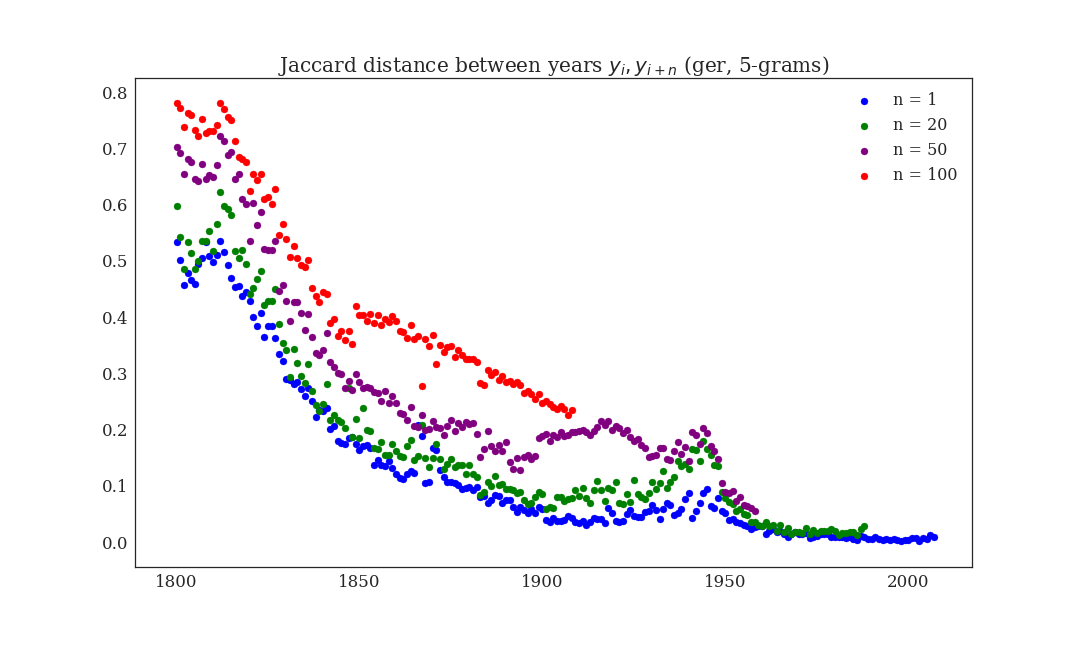 Jaccard distance between years y_i, y_{i+n} (ger, 5-grams)
0.8
0.7
0.6
0.5
0.4
0.3
0.2
0.1
0.0
n = 1
n = 20
n = 50
n = 100
1800 1850 1900 1950 2000